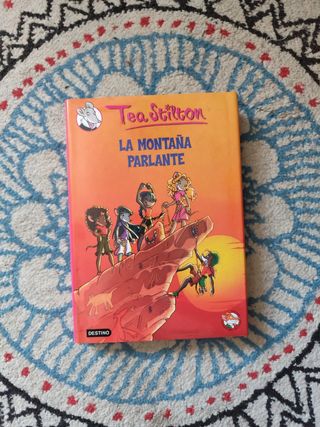 Tea Stilton
LA MONTAÑA
PARLANTE
DESTINO